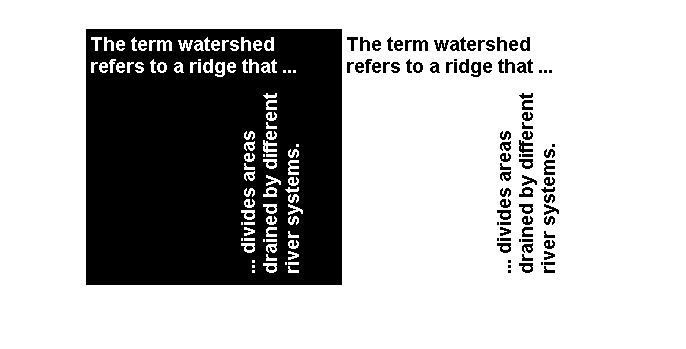 The term watershed
refers to a ridge that ...
... divides areas
drained by different
river systems.
The term watershed
refers to a ridge that ...
... divides areas
drained by different
river systems.